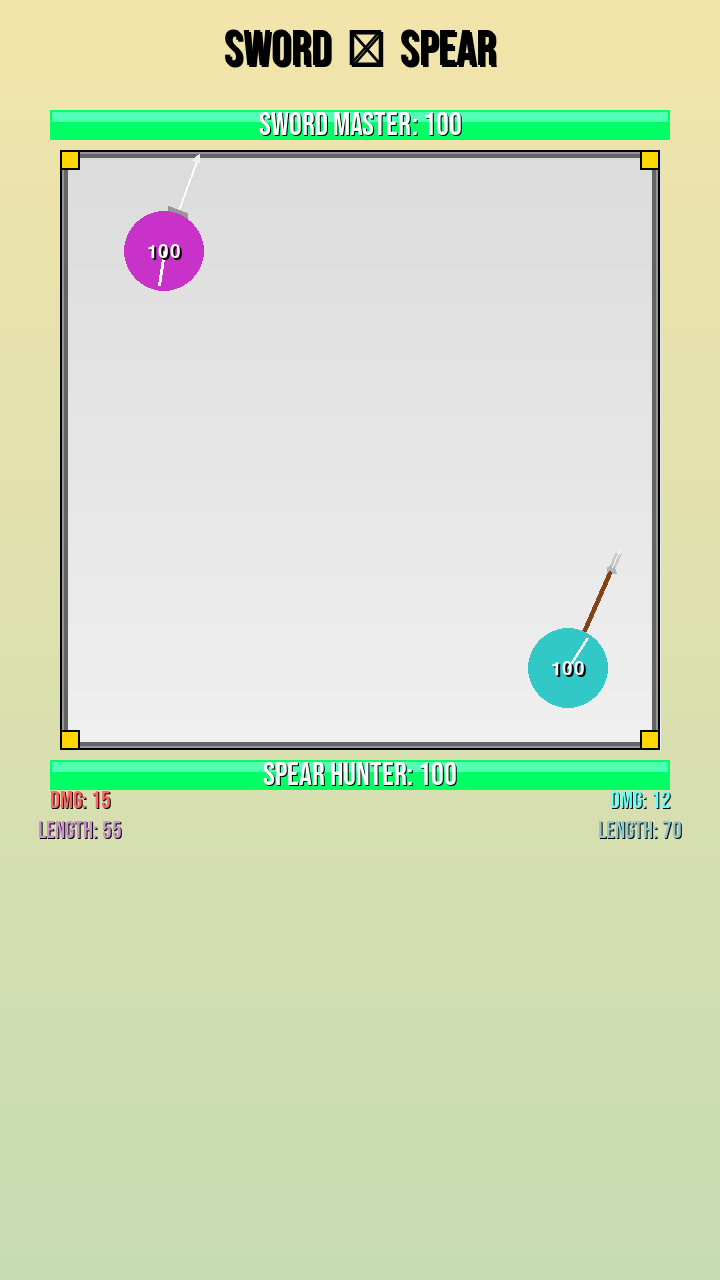 SWORD ☒ SPEAR
SWORD MASTER: 100
100
100
SPEAR HUNTER: 100
DMG: 15
DMG: 12
LENGTH: 55
LENGTH: 70